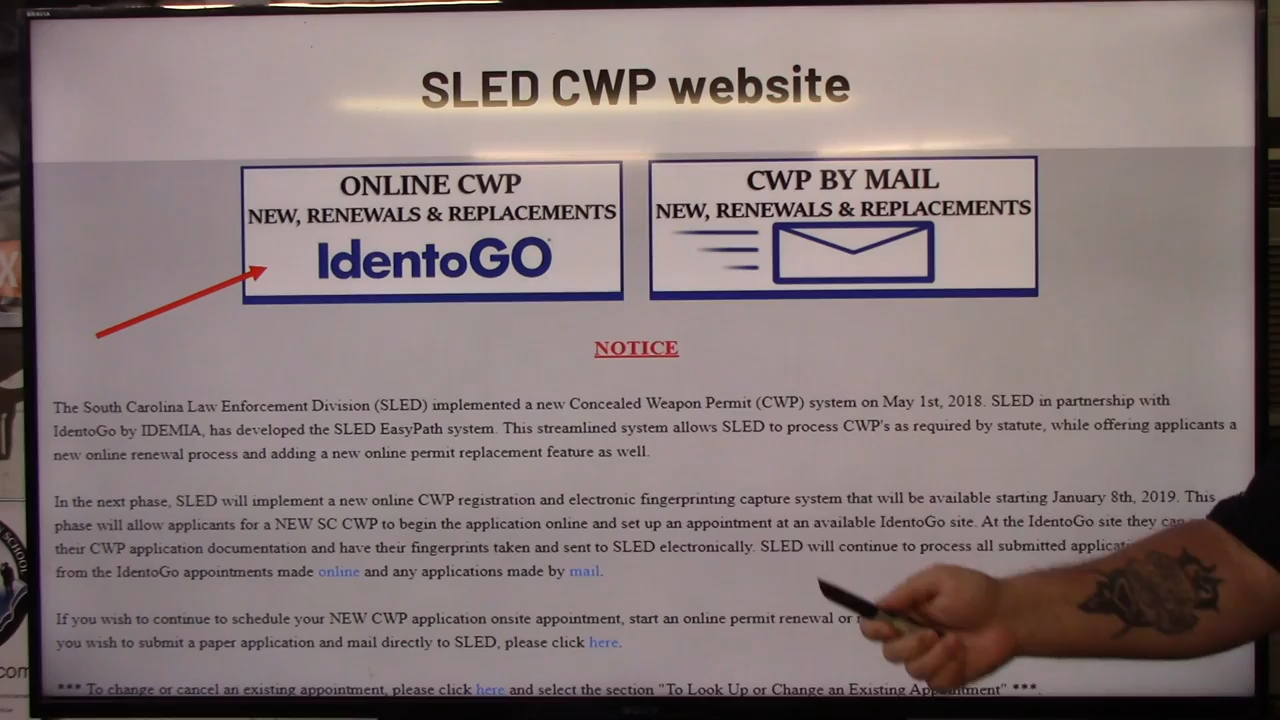 BRAVIA
SLED CWP website
ONLINE CWP
NEW, RENEWALS & REPLACEMENTS
IdentoGO
CWP BY MAIL
NEW, RENEWALS & REPLACEMENTS
NOTICE
The South Carolina Law Enforcement Division (SLED) implemented a new Concealed Weapon Permit (CWP) system on May 1st, 2018. SLED in partnership with
IdentoGo by IDEMIA, has developed the SLED EasyPath system. This streamlined system allows SLED to process CWP's as required by statute, while offering applicants a
new online renewal process and adding a new online permit replacement feature as well.
In the next phase, SLED will implement a new online CWP registration and electronic fingerprinting capture system that will be available starting January 8th, 2019. This
phase will allow applicants for a NEW SC CWP to begin the application online and set up an appointment at an available IdentoGo site. At the IdentoGo site they can
their CWP application documentation and have their fingerprints taken and sent to SLED electronically. SLED will continue to process all submitted
from the IdentoGo appointments made online and any applications made by mail.
If you wish to continue to schedule your NEW CWP application onsite appointment, start an online permit renewal or
you wish to submit a paper application and mail directly to SLED, please click here.
*** To change or cancel an existing appointment, please click here and select the section "To Look Up or Change an Existing Appointment" ***
SCHOOL
com